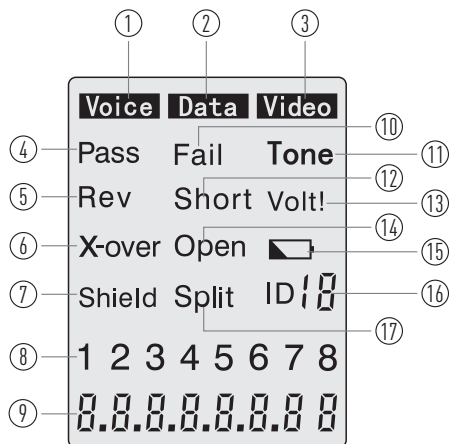 ① ② ③
Voice Data Video
④ Pass Fail ⑩ Tone ⑪
⑤ Rev Short ⑫ Volt! ⑬
⑥ X-over Open ⑭ ⑮
⑦ Shield Split ⑰ ID18 ⑯
⑧ 1 2 3 4 5 6 7 8
⑨ 8.8.8.8.8.8.8 8